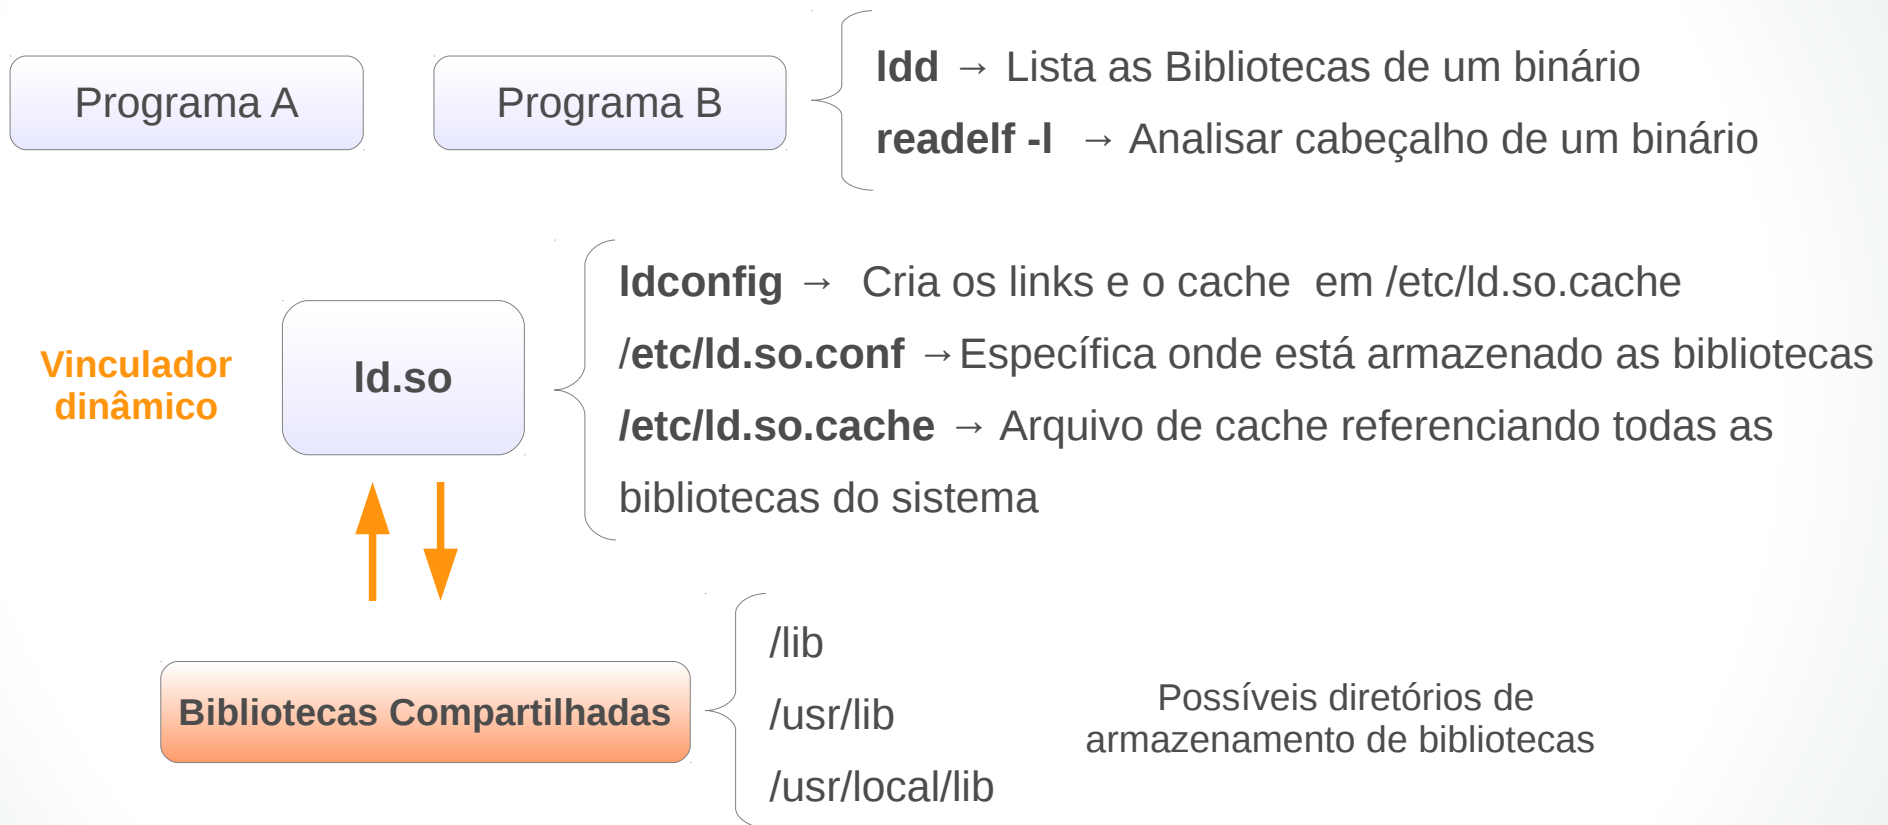 Programa A
Programa B
ldd → Lista as Bibliotecas de um binário
readelf -l → Analisar cabeçalho de um binário
Vinculador
dinâmico
ld.so
ldconfig → Cria os links e o cache em /etc/ld.so.cache
/etc/ld.so.conf →Específica onde está armazenado as bibliotecas
/etc/ld.so.cache → Arquivo de cache referenciando todas as
bibliotecas do sistema
Bibliotecas Compartilhadas
/lib
/usr/lib
/usr/local/lib
Possíveis diretórios de
armazenamento de bibliotecas